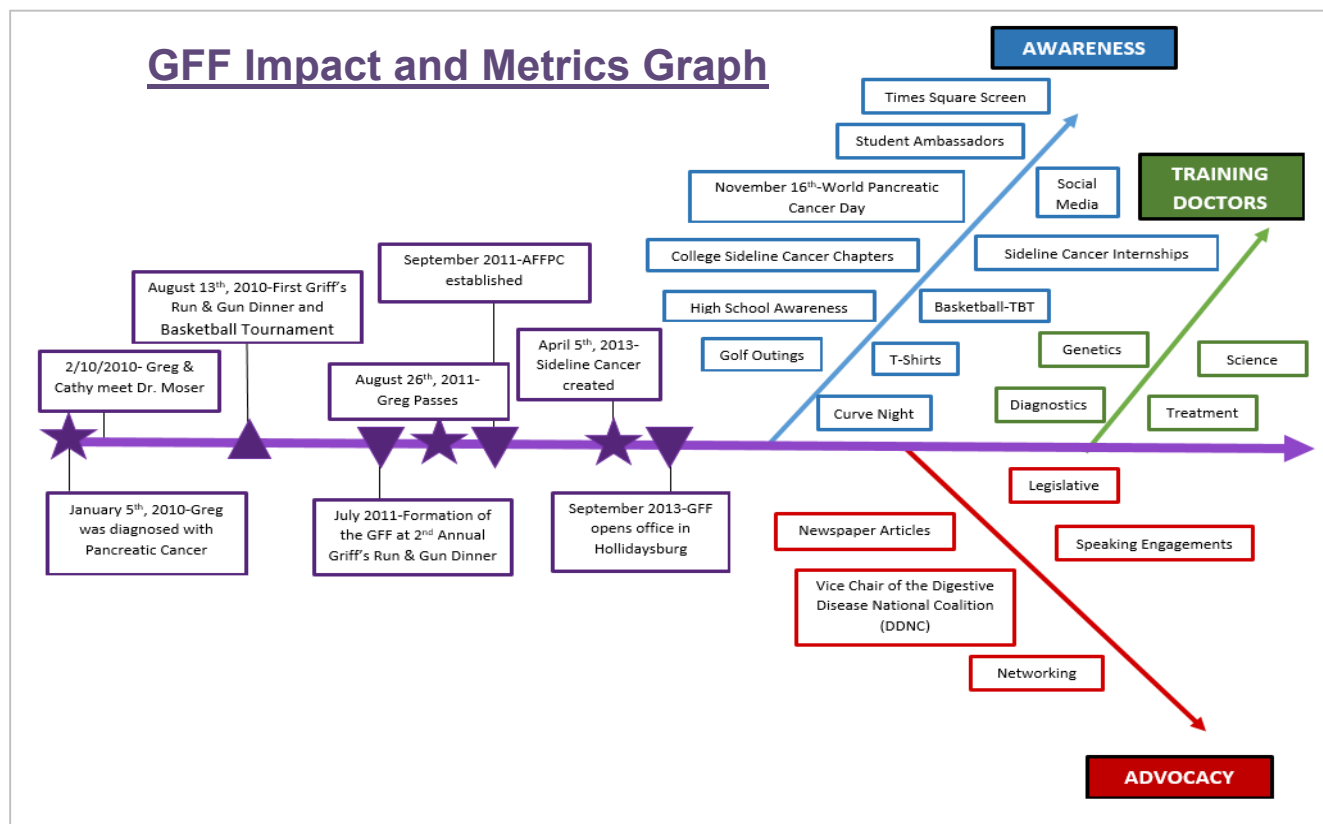 GFF Impact and Metrics Graph
AWARENESS
Times Square Screen
Student Ambassadors
November 16th-World Pancreatic
Cancer Day
Social
Media
TRAINING
DOCTORS
College Sideline Cancer Chapters
Sideline Cancer Internships
High School Awareness
Basketball-TBT
Golf Outings
T-Shirts
Curve Night
Genetics
Science
Diagnostics
Treatment
September 2011-AFFPC
established
August 13th, 2010-First Griff’s
Run & Gun Dinner and
Basketball Tournament
April 5th, 2013-
Sideline Cancer
created
2/10/2010- Greg &
Cathy meet Dr. Moser
August 26th, 2011-
Greg Passes
January 5th, 2010-Greg
was diagnosed with
Pancreatic Cancer
July 2011-Formation of
the GFF at 2nd Annual
Griff’s Run & Gun Dinner
September 2013-GFF
opens office in
Hollidaysburg
Legislative
Newspaper Articles
Speaking Engagements
Vice Chair of the Digestive
Disease National Coalition
(DDNC)
Networking
ADVOCACY